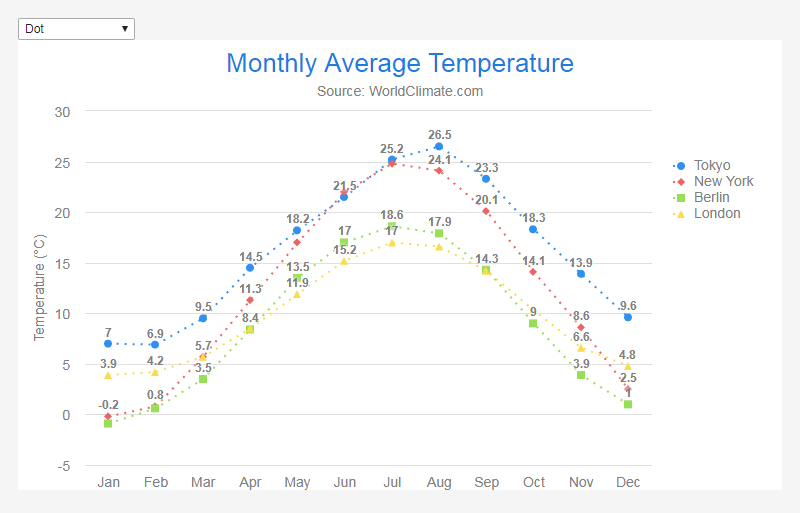 Dot
Monthly Average Temperature
Source: WorldClimate.com
Temperature (°C)
30
25
20
15
10
5
0
-5
7 6.9 9.5 14.5 18.2 21.5 25.2 26.5 23.3 18.3 13.9 9.6
-0.2 0.8 5.7 11.3 24.1 20.1 14.1 8.6 2.5
3.5 8.4 13.5 17 18.6 17.9 14.3 9 3.9 1
3.9 4.2 11.9 15.2 17 6.6 4.8
Jan Feb Mar Apr May Jun Jul Aug Sep Oct Nov Dec
Tokyo
New York
Berlin
London